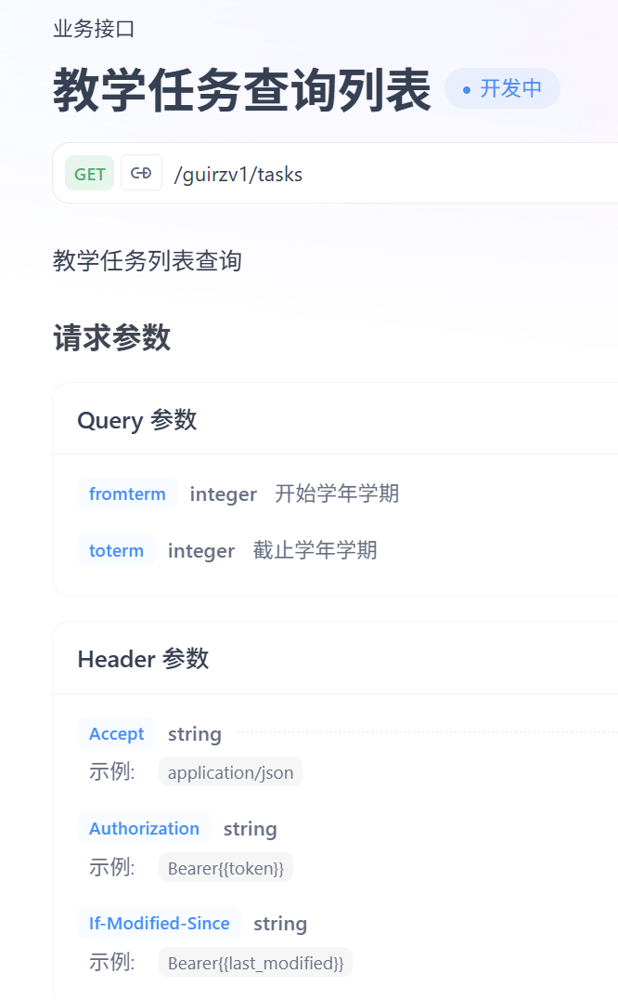 业务接口
教学任务查询列表 开发中
GET /guirzv1/tasks
教学任务列表查询
请求参数
Query 参数
fromterm integer 开始学年学期
toterm integer 截止学年学期
Header 参数
Accept string
示例: application/json
Authorization string
示例: Bearer{{token}}
If-Modified-Since string
示例: Bearer{{last_modified}}